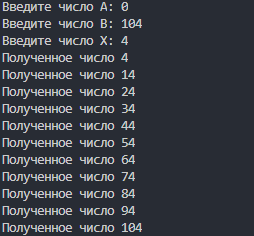 Введите число A: 0
Введите число B: 104
Введите число X: 4
Полученное число 4
Полученное число 14
Полученное число 24
Полученное число 34
Полученное число 44
Полученное число 54
Полученное число 64
Полученное число 74
Полученное число 84
Полученное число 94
Полученное число 104